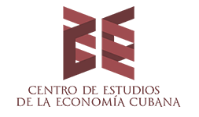 CENTRO DE ESTUDIOS
DE LA ECONOMÍA CUBANA